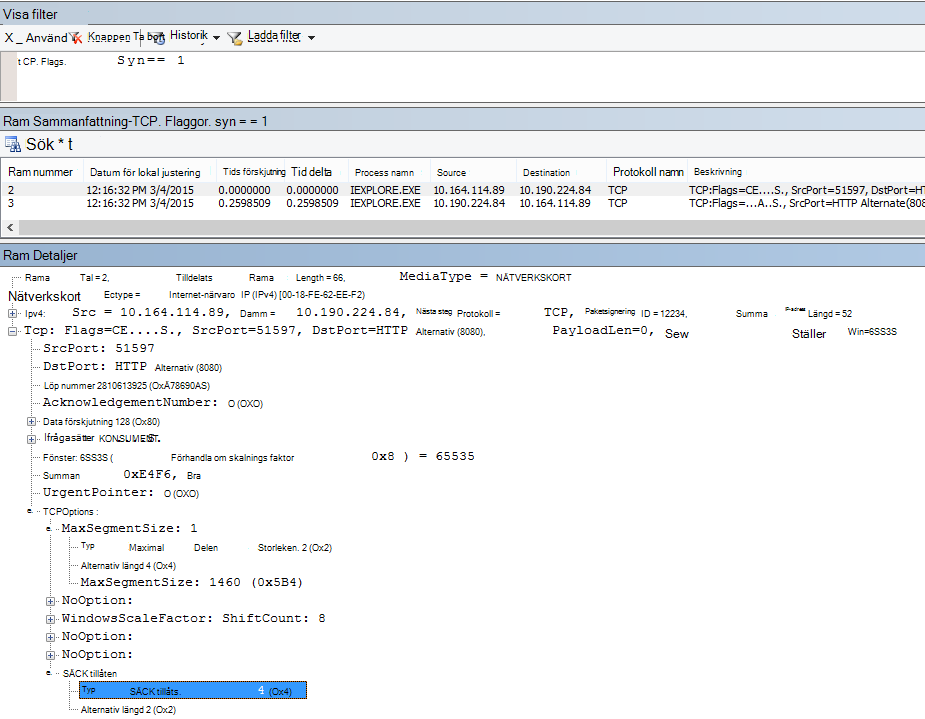 Visa filter
X _ Använd Knappen Ta bort Historik Ladda filter
t CP. Flags. Syn== 1
Ram Sammanfattning-TCP. Flaggor. syn = = 1
Sök * t
Ram nummer Datum för lokal justering Tids förskjutning Tid delta Process namn Source Destination Protokoll namn Beskrivning
2 12:16:32 PM 3/4/2015 0.0000000 0.0000000 IEXPLORE.EXE 10.164.114.89 10.190.224.84 TCP TCP:Flags=CE....S., SrcPort=51597, DstPort=HT
3 12:16:32 PM 3/4/2015 0.2598509 0.2598509 IEXPLORE.EXE 10.190.224.84 10.164.114.89 TCP TCP:Flags=...A..S., SrcPort=HTTP Alternate(808
Ram Detaljer
Rama Tal = 2, Tilldelats Rama Length = 66, MediaType = NÄTVERKSKORT
Nätverkskort Ectype = Internet-närvaro IP (IPv4) [00-18-FE-62-EE-F2)
Ipv4: Src = 10.164.114.89, Damm = 10.190.224.84, Nästa steg Protokoll = TCP, Paketsignering ID = 12234, Summa Längd = 52
Tcp: Flags=CE....S., SrcPort=51597, DstPort=HTTP Alternativ (8080), PayloadLen=0, Sew Ställer Win=6SS3S
SrcPort: 51597
DstPort: HTTP Alternativ (8080)
Löp nummer 2810613925 (OxÄ78690AS)
AcknowledgementNumber: O (OXO)
Data förskjutning 128 (Ox80)
Ifrågasätter KONSUMENT.
Fönster: 6SS3S ( Förhandla om skalnings faktor 0x8 ) = 65535
Summan 0xE4F6, Bra
UrgentPointer: O (OXO)
TCPOptions :
MaxSegmentSize: 1
Typ Maximal Delen Storleken. 2 (Ox2)
Alternativ längd 4 (Ox4)
MaxSegmentSize: 1460 (0x5B4)
NoOption:
WindowsScaleFactor: ShiftCount: 8
NoOption:
NoOption:
SÄCK tillåten
Typ SÄCK tillåts. 4 (Ox4)
Alternativ längd 2 (Ox2)